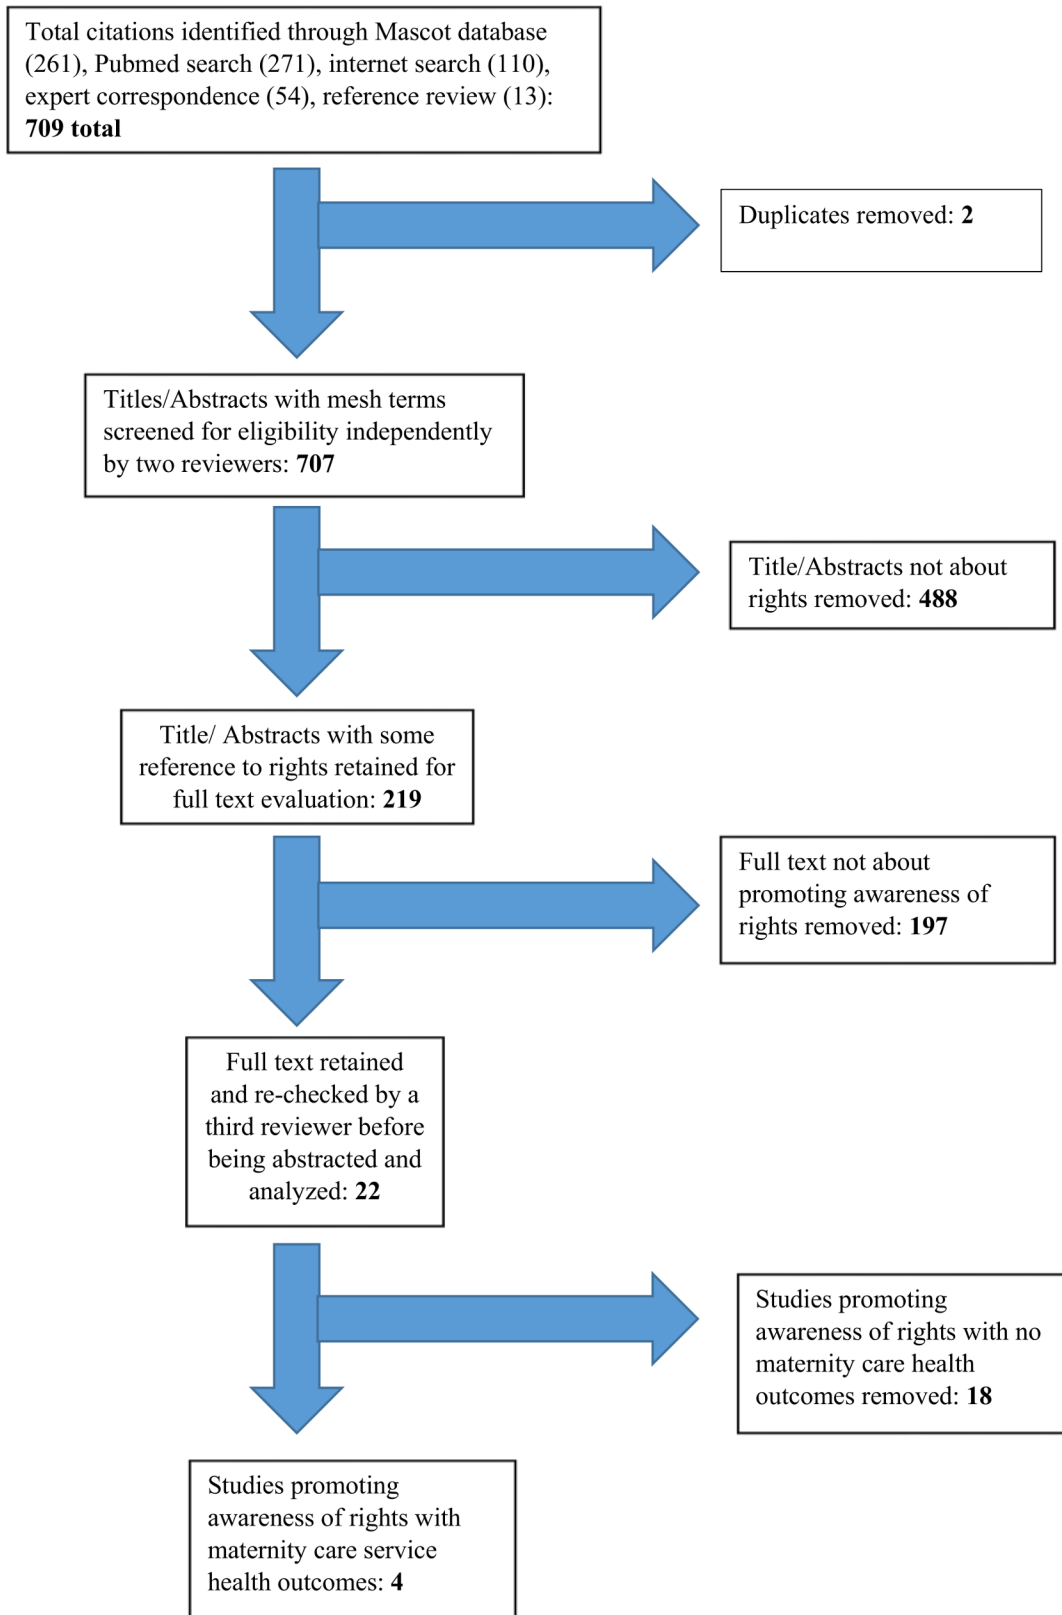 Total citations identified through Mascot database
(261), Pubmed search (271), internet search (110),
expert correspondence (54), reference review (13):
709 total
Duplicates removed: 2
Titles/Abstracts with mesh terms
screened for eligibility independently
by two reviewers: 707
Title/Abstracts not about
rights removed: 488
Title/ Abstracts with some
reference to rights retained for
full text evaluation: 219
Full text not about
promoting awareness of
rights removed: 197
Full text retained
and re-checked by a
third reviewer before
being abstracted and
analyzed: 22
Studies promoting
awareness of rights with no
maternity care health
outcomes removed: 18
Studies promoting
awareness of rights with
maternity care service
health outcomes: 4